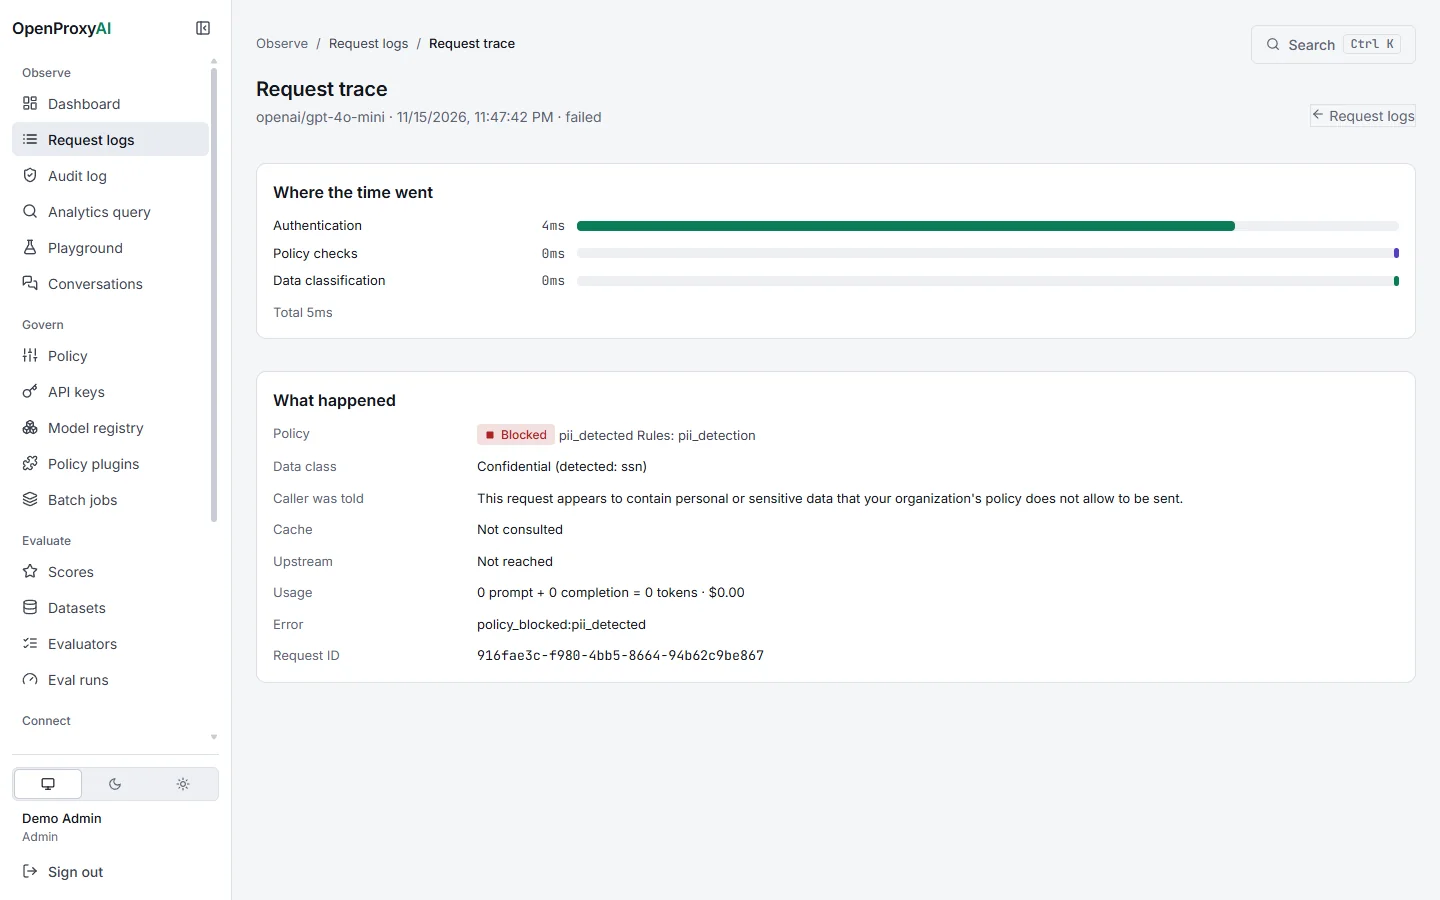 OpenProxyAI
Observe
Dashboard
Request logs
Audit log
Analytics query
Playground
Conversations
Govern
Policy
API keys
Model registry
Policy plugins
Batch jobs
Evaluate
Scores
Datasets
Evaluators
Eval runs
Connect
Demo Admin
Admin
Sign out
Observe / Request logs / Request trace
Search Ctrl K
Request trace
openai/gpt-4o-mini · 11/15/2026, 11:47:42 PM · failed
← Request logs
Where the time went
Authentication 4ms
Policy checks 0ms
Data classification 0ms
Total 5ms
What happened
Policy Blocked pii_detected Rules: pii_detection
Data class Confidential (detected: ssn)
Caller was told This request appears to contain personal or sensitive data that your organization's policy does not allow to be sent.
Cache Not consulted
Upstream Not reached
Usage 0 prompt + 0 completion = 0 tokens · $0.00
Error policy_blocked:pii_detected
Request ID 916fae3c-f980-4bb5-8664-94b62c9be867